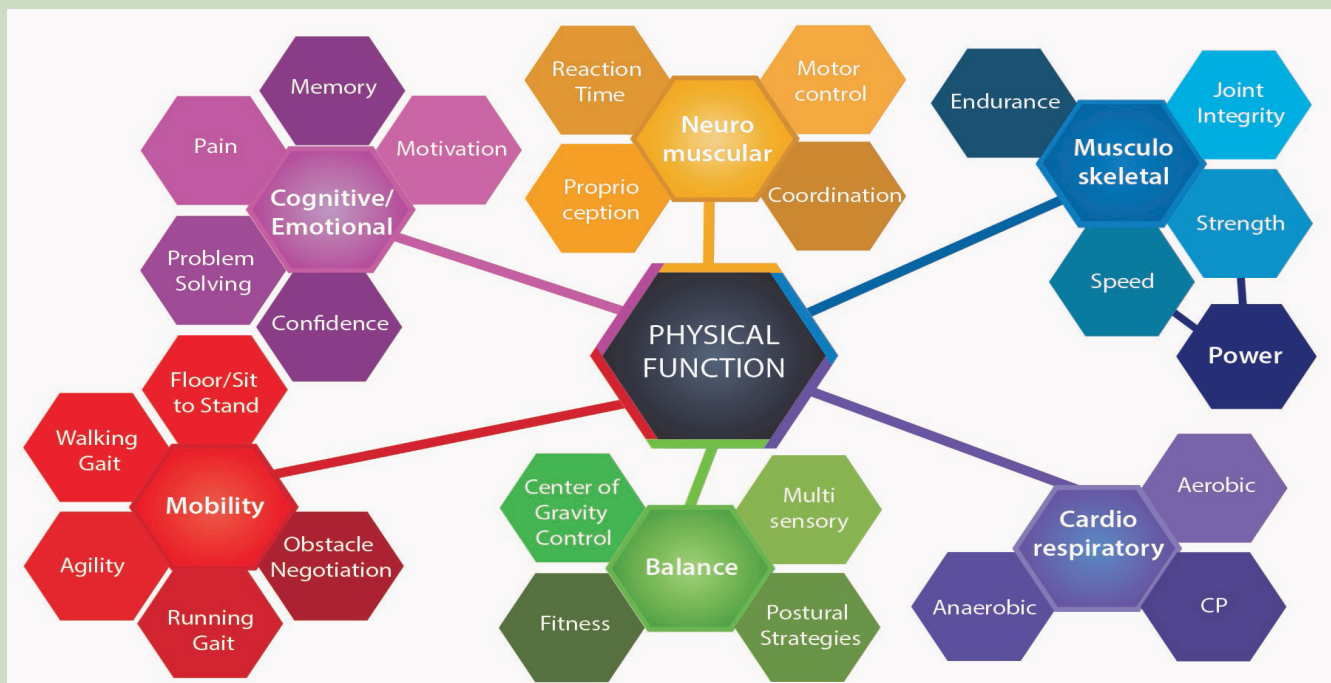 Memory
Pain
Motivation
Cognitive/
Emotional
Problem
Solving
Confidence
Reaction
Time
Motor
control
Neuro
muscular
Proprio
ception
Coordination
Endurance
Joint
Integrity
Musculo
skeletal
Strength
Speed
Power
PHYSICAL
FUNCTION
Floor/Sit
to Stand
Walking
Gait
Mobility
Agility
Obstacle
Negotiation
Running
Gait
Center of
Gravity
Control
Multi
sensory
Balance
Fitness
Postural
Strategies
Aerobic
Cardio
respiratory
Anaerobic
CP